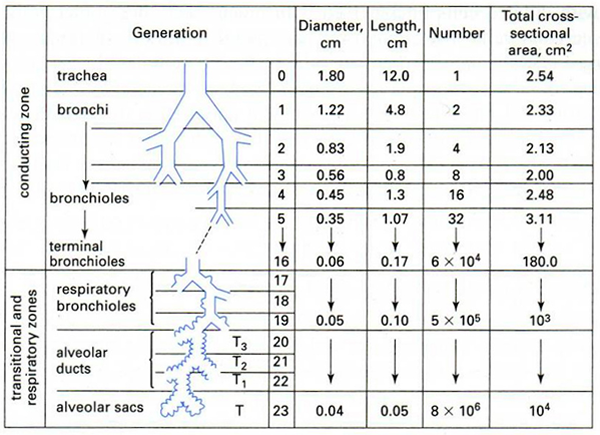 Generation
Diameter, cm
Length, cm
Number
Total cross-
sectional
area, cm²
conducting zone
trachea 0 1.80 12.0 1 2.54
bronchi 1 1.22 4.8 2 2.33
2 0.83 1.9 4 2.13
3 0.56 0.8 8 2.00
bronchioles 4 0.45 1.3 16 2.48
5 0.35 1.07 32 3.11
terminal
bronchioles 16 0.06 0.17 6 × 10⁴ 180.0
transitional and
respiratory zones
respiratory
bronchioles
17
18
19 0.05 0.10 5 × 10⁵ 10³
alveolar
ducts
T₃ 20
T₂ 21
T₁ 22
alveolar sacs T 23 0.04 0.05 8 × 10⁶ 10⁴